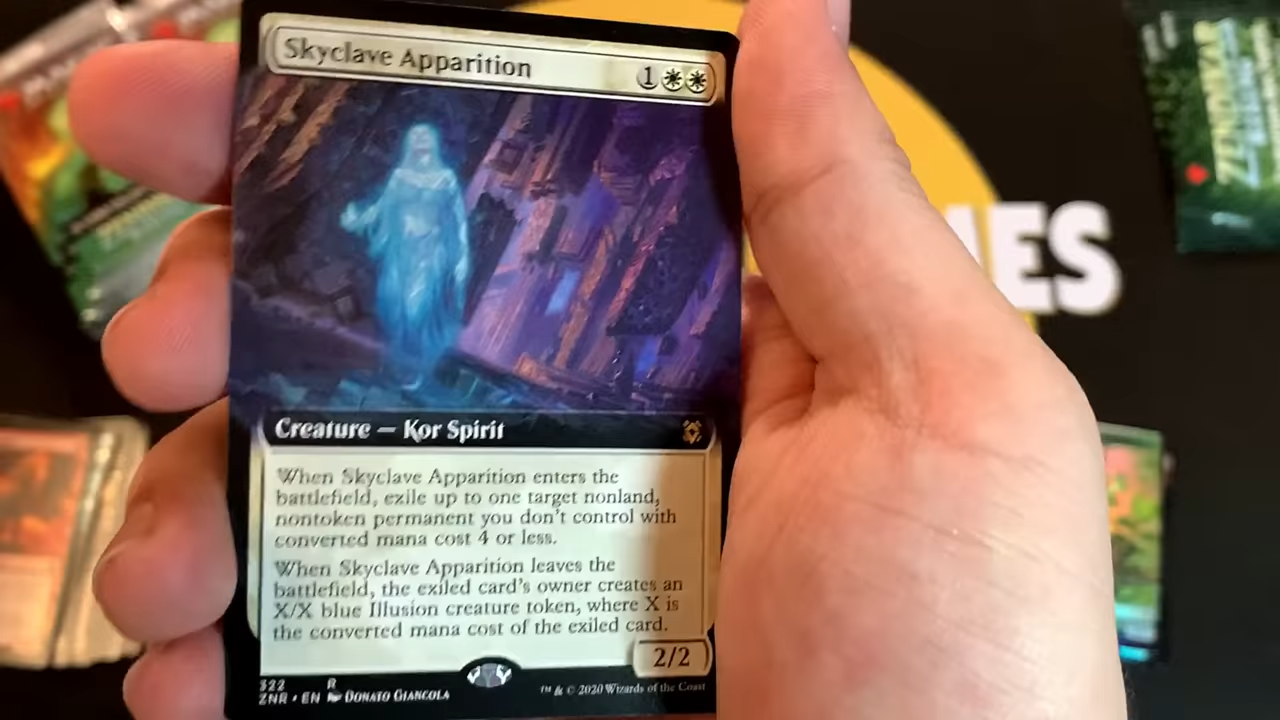 Skyclave Apparition
1
Creature — Kor Spirit
When Skyclave Apparition enters the
battlefield, exile up to one target nonland,
nontoken permanent you don't control with
converted mana cost 4 or less.
When Skyclave Apparition leaves the
battlefield, the exiled card's owner creates an
X/X blue Illusion creature token, where X is
the converted mana cost of the exiled card.
2/2
322 R
ZNR • EN DONATO GIANCOLA
™ & © 2020 Wizards of the Coast